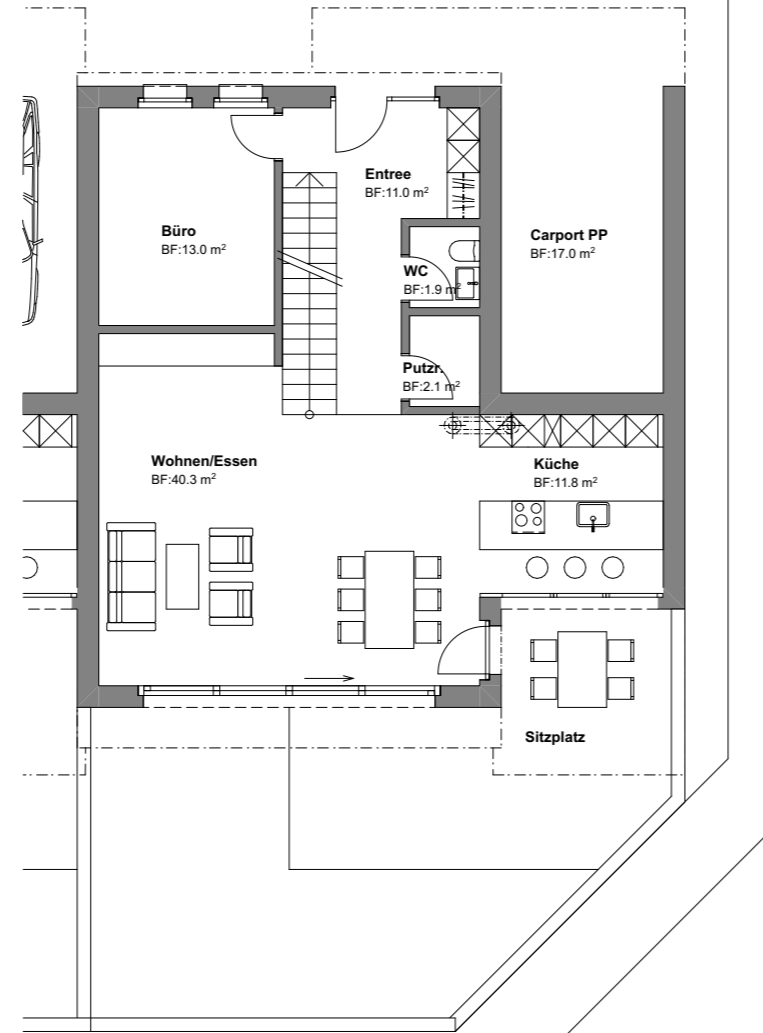 Entree
BF:11.0 m²
Büro
BF:13.0 m²
Carport PP
BF:17.0 m²
WC
BF:1.9 m²
Putzr.
BF:2.1 m²
Wohnen/Essen
BF:40.3 m²
Küche
BF:11.8 m²
Sitzplatz